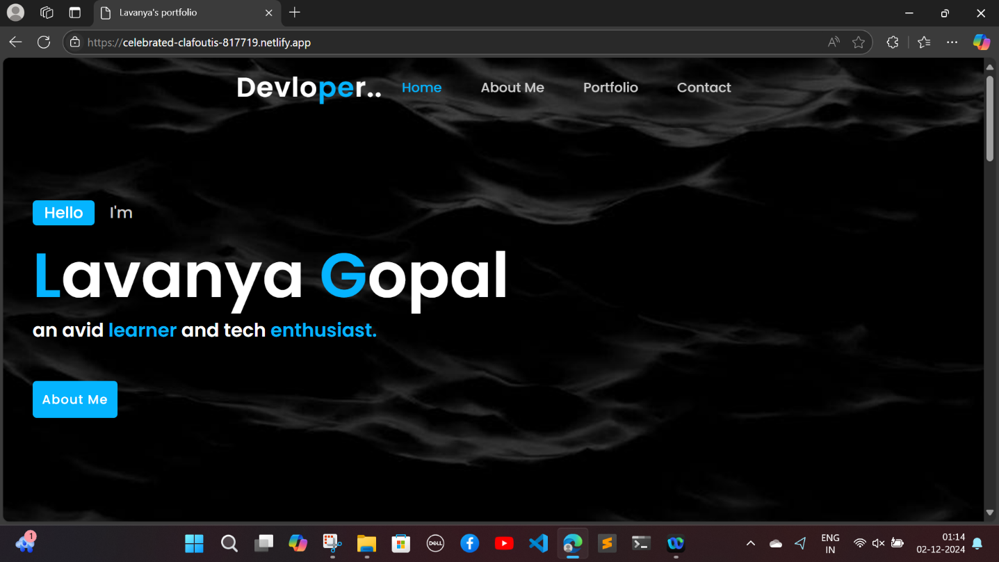 Lavanya's portfolio
https://celebrated-clafoutis-817719.netlify.app
Devloper.. Home About Me Portfolio Contact
Hello I'm
Lavanya Gopal
an avid learner and tech enthusiast.
About Me
1
DELL
ENG
IN
01:14
02-12-2024